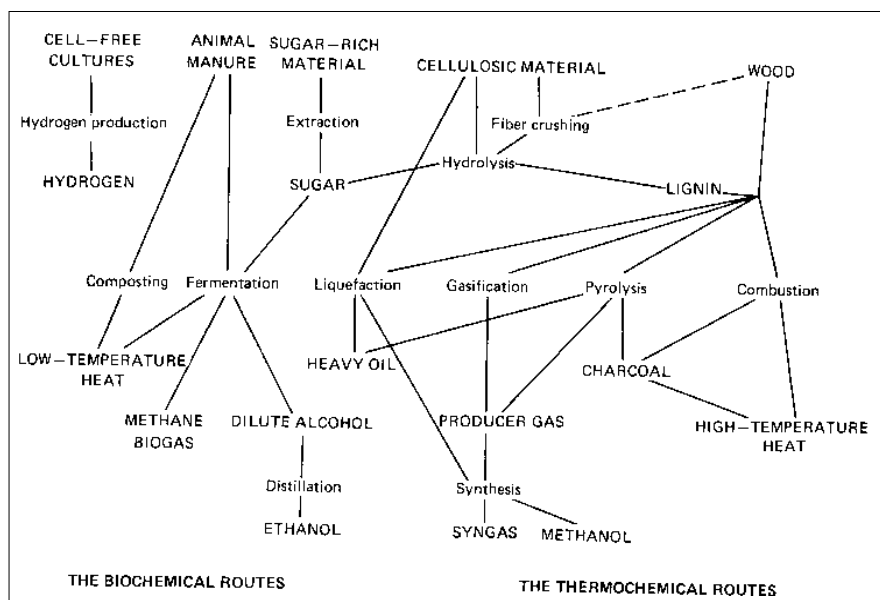 CELL–FREE
CULTURES
ANIMAL
MANURE
SUGAR–RICH
MATERIAL
CELLULOSIC MATERIAL
WOOD
Hydrogen production
Extraction
Fiber crushing
Hydrolysis
HYDROGEN
SUGAR
LIGNIN
Composting
Fermentation
Liquefaction
Gasification
Pyrolysis
Combustion
LOW–TEMPERATURE
HEAT
HEAVY OIL
CHARCOAL
METHANE
BIOGAS
DILUTE ALCOHOL
PRODUCER GAS
HIGH–TEMPERATURE
HEAT
Distillation
Synthesis
ETHANOL
SYNGAS
METHANOL
THE BIOCHEMICAL ROUTES
THE THERMOCHEMICAL ROUTES